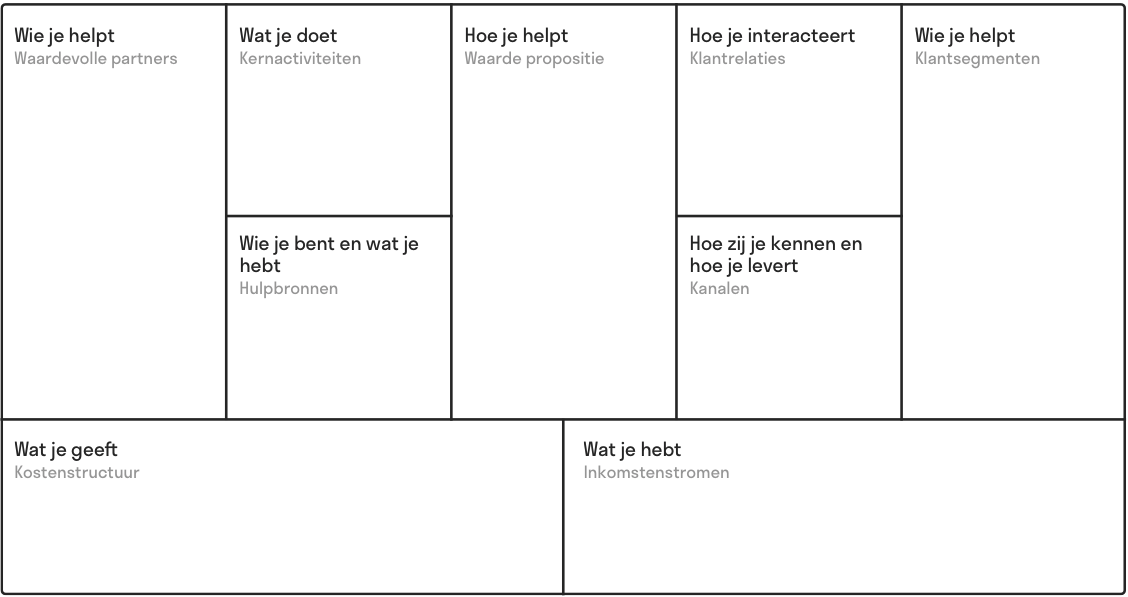 Wie je helpt
Waardevolle partners
Wat je doet
Kernactiviteiten
Hoe je helpt
Waarde propositie
Hoe je interacteert
Klantrelaties
Wie je helpt
Klantsegmenten
Wie je bent en wat je
hebt
Hulpbronnen
Hoe zij je kennen en
hoe je levert
Kanalen
Wat je geeft
Kostenstructuur
Wat je hebt
Inkomstenstromen